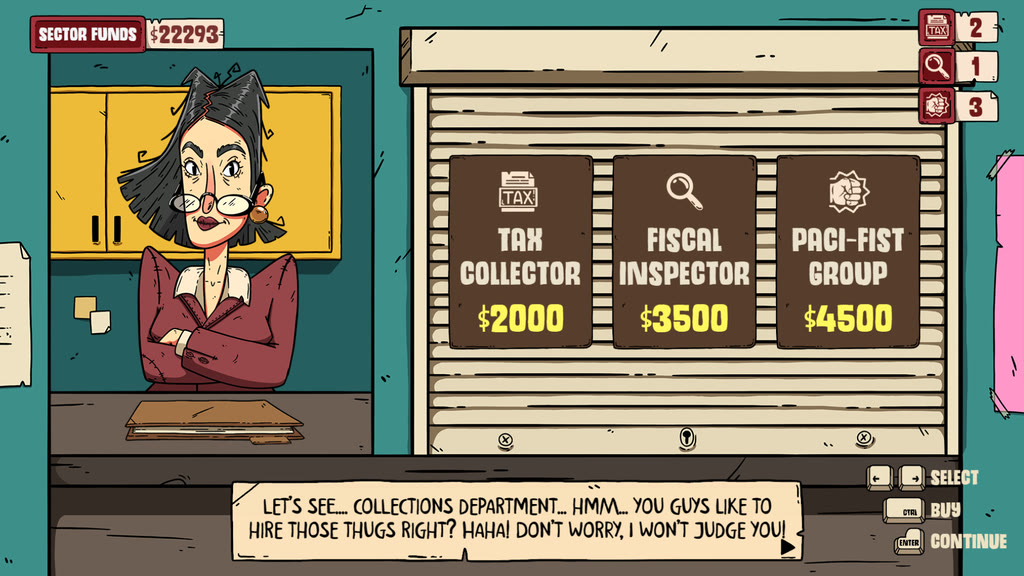 SECTOR FUNDS $22293
TAX 2
1
3
TAX
TAX
COLLECTOR
$2000
FISCAL
INSPECTOR
$3500
PACI-FIST
GROUP
$4500
LET'S SEE.... COLLECTIONS DEPARTMENT... HMM... YOU GUYS LIKE TO
HIRE THOSE THUGS RIGHT? HAHA! DON'T WORRY, I WON'T JUDGE YOU!
← → SELECT
CTRL BUY
ENTER CONTINUE